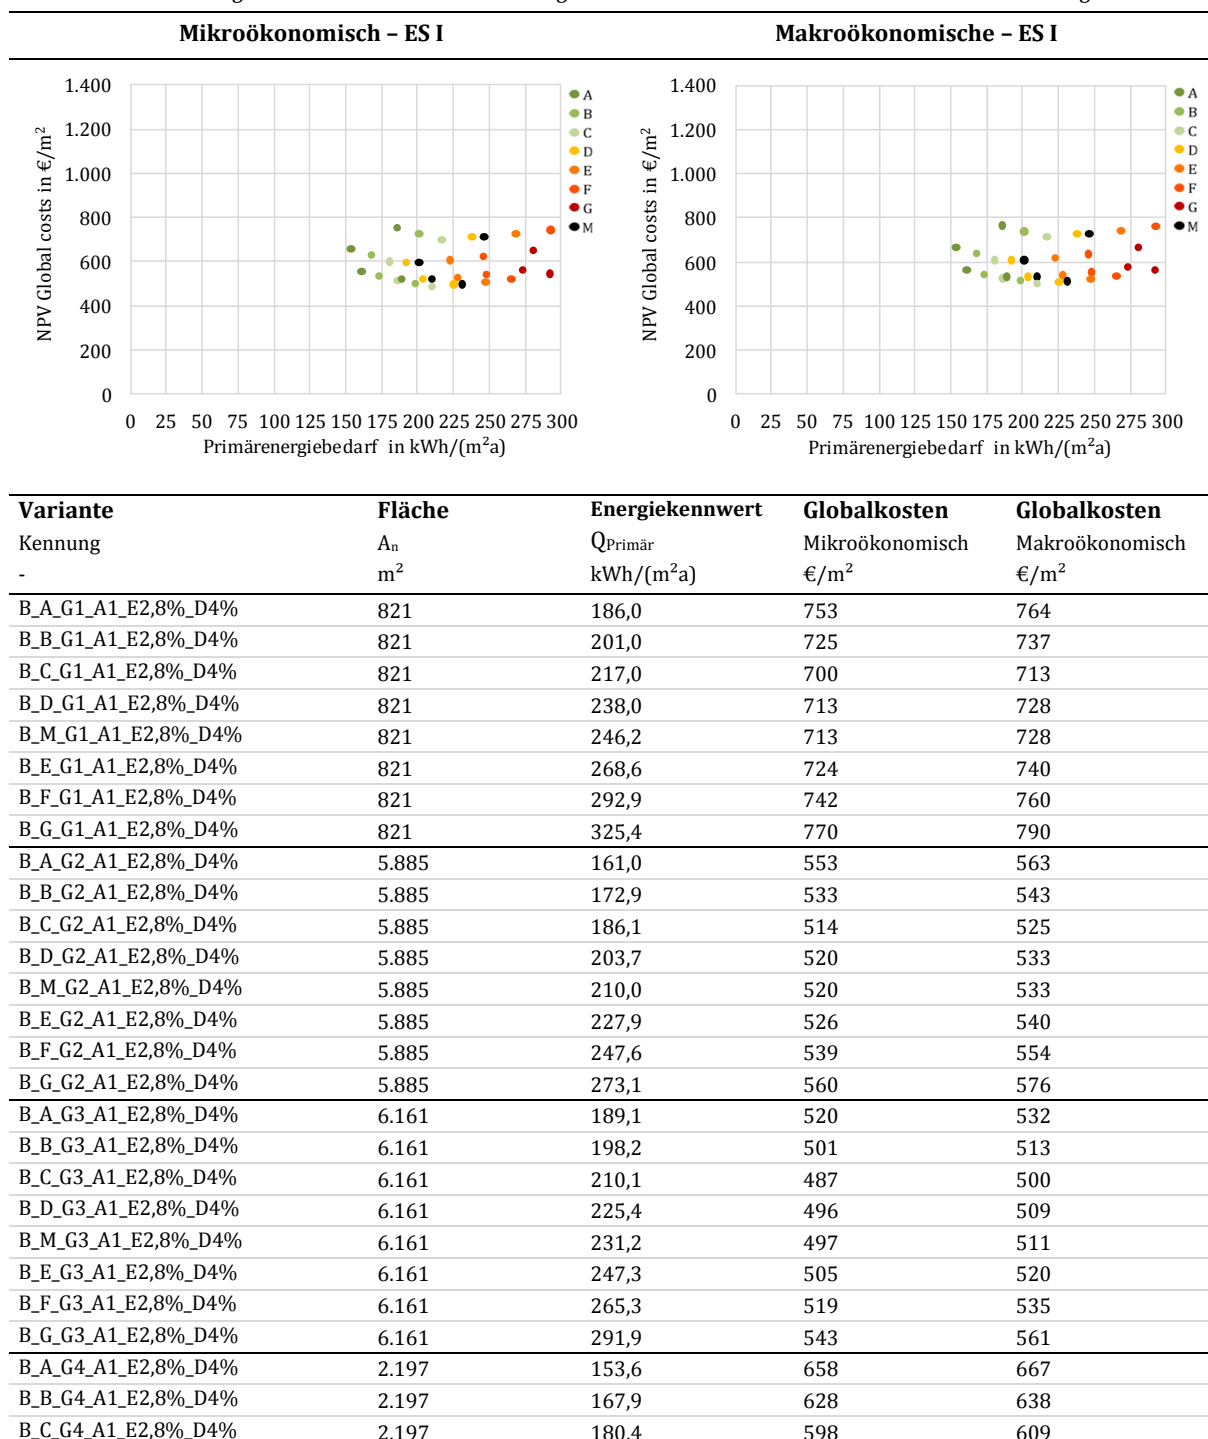 Mikroökonomisch – ES I
Makroökonomische – ES I
1.400
1.200
1.000
800
600
400
200
0
NPV Global costs in €/m²
0 25 50 75 100 125 150 175 200 225 250 275 300
Primärenergiebedarf in kWh/(m²a)
A
B
C
D
E
F
G
M
1.400
1.200
1.000
800
600
400
200
0
NPV Global costs in €/m²
0 25 50 75 100 125 150 175 200 225 250 275 300
Primärenergiebedarf in kWh/(m²a)
A
B
C
D
E
F
G
M
Variante Fläche Energiekennwert Globalkosten Globalkosten
Kennung Aₙ Q_Primär Mikroökonomisch Makroökonomisch
- m² kWh/(m²a) €/m² €/m²
B_A_G1_A1_E2,8%_D4% 821 186,0 753 764
B_B_G1_A1_E2,8%_D4% 821 201,0 725 737
B_C_G1_A1_E2,8%_D4% 821 217,0 700 713
B_D_G1_A1_E2,8%_D4% 821 238,0 713 728
B_M_G1_A1_E2,8%_D4% 821 246,2 713 728
B_E_G1_A1_E2,8%_D4% 821 268,6 724 740
B_F_G1_A1_E2,8%_D4% 821 292,9 742 760
B_G_G1_A1_E2,8%_D4% 821 325,4 770 790
B_A_G2_A1_E2,8%_D4% 5.885 161,0 553 563
B_B_G2_A1_E2,8%_D4% 5.885 172,9 533 543
B_C_G2_A1_E2,8%_D4% 5.885 186,1 514 525
B_D_G2_A1_E2,8%_D4% 5.885 203,7 520 533
B_M_G2_A1_E2,8%_D4% 5.885 210,0 520 533
B_E_G2_A1_E2,8%_D4% 5.885 227,9 526 540
B_F_G2_A1_E2,8%_D4% 5.885 247,6 539 554
B_G_G2_A1_E2,8%_D4% 5.885 273,1 560 576
B_A_G3_A1_E2,8%_D4% 6.161 189,1 520 532
B_B_G3_A1_E2,8%_D4% 6.161 198,2 501 513
B_C_G3_A1_E2,8%_D4% 6.161 210,1 487 500
B_D_G3_A1_E2,8%_D4% 6.161 225,4 496 509
B_M_G3_A1_E2,8%_D4% 6.161 231,2 497 511
B_E_G3_A1_E2,8%_D4% 6.161 247,3 505 520
B_F_G3_A1_E2,8%_D4% 6.161 265,3 519 535
B_G_G3_A1_E2,8%_D4% 6.161 291,9 543 561
B_A_G4_A1_E2,8%_D4% 2.197 153,6 658 667
B_B_G4_A1_E2,8%_D4% 2.197 167,9 628 638
B_C_G4_A1_E2,8%_D4% 2.197 180,4 598 609